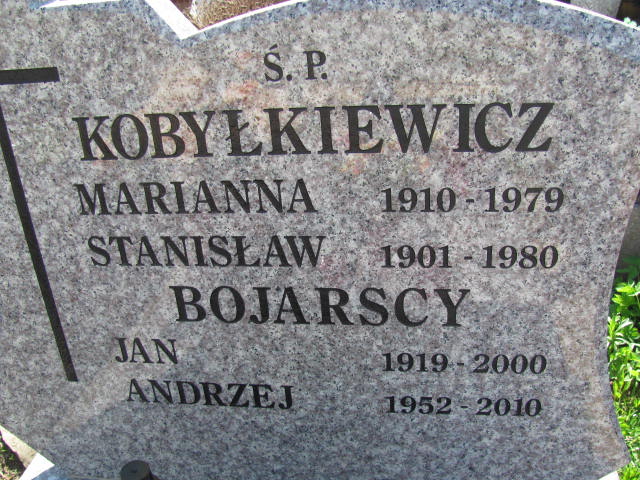 Ś.P.
KOBYŁKIEWICZ
MARIANNA 1910 - 1979
STANISŁAW 1901 - 1980
BOJARSCY
JAN 1919 - 2000
ANDRZEJ 1952 - 2010